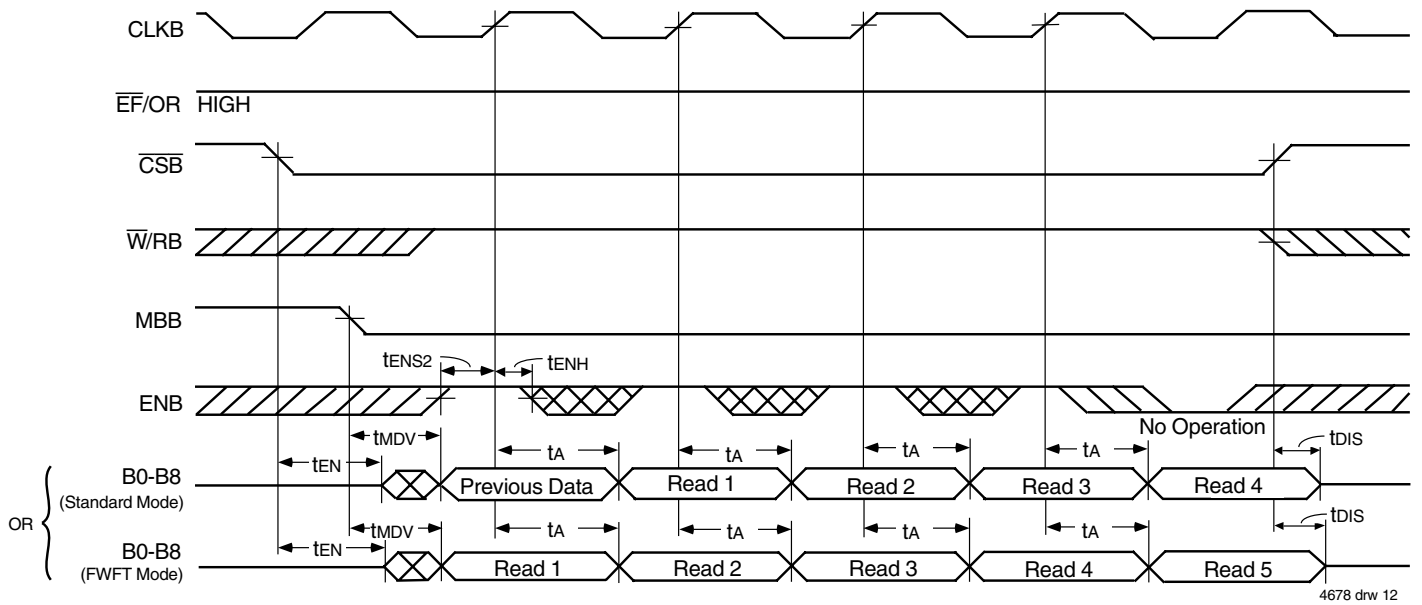 CLKB
EF/OR HIGH
CSB
W/RB
MBB
tENS2 tENH
ENB
No Operation
tMDV tA tA tA tA tDIS
tEN
B0-B8 Previous Data Read 1 Read 2 Read 3 Read 4
(Standard Mode)
OR
tMDV tA tA tA tA tDIS
tEN
B0-B8 Read 1 Read 2 Read 3 Read 4 Read 5
(FWFT Mode)
4678 drw 12